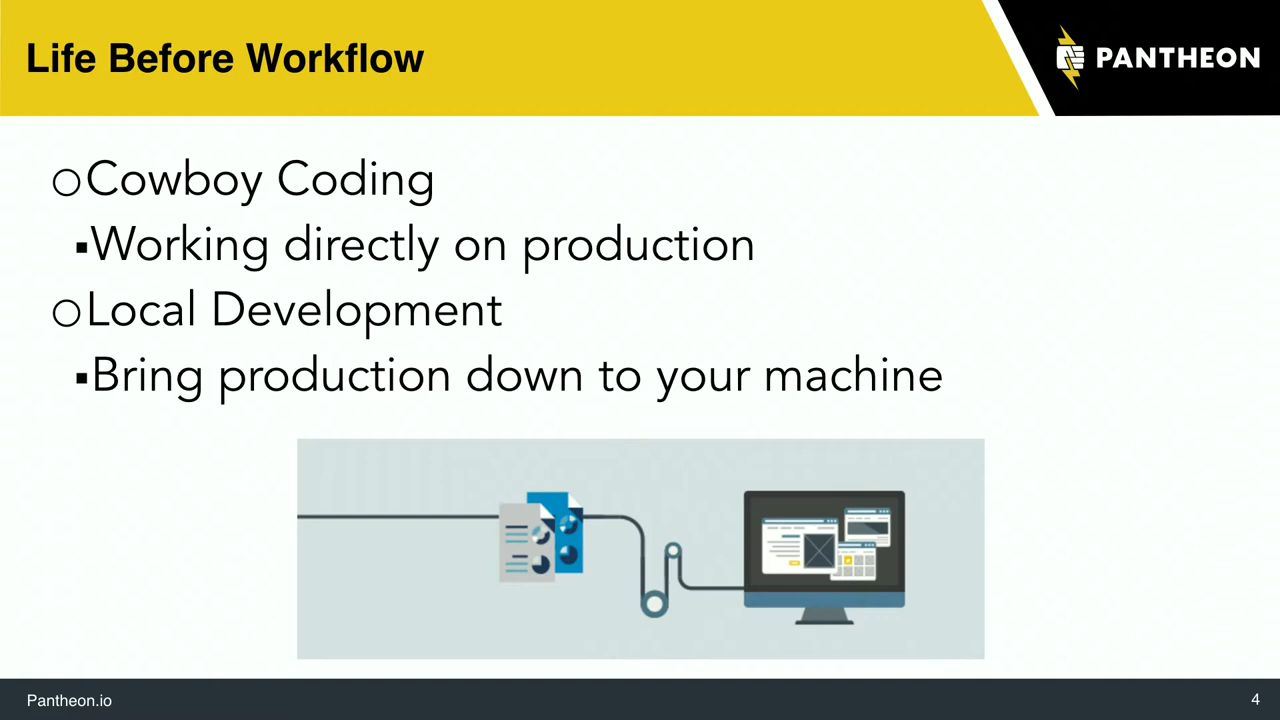 Life Before Workflow
PANTHEON
Cowboy Coding
Working directly on production
Local Development
Bring production down to your machine
Pantheon.io
4